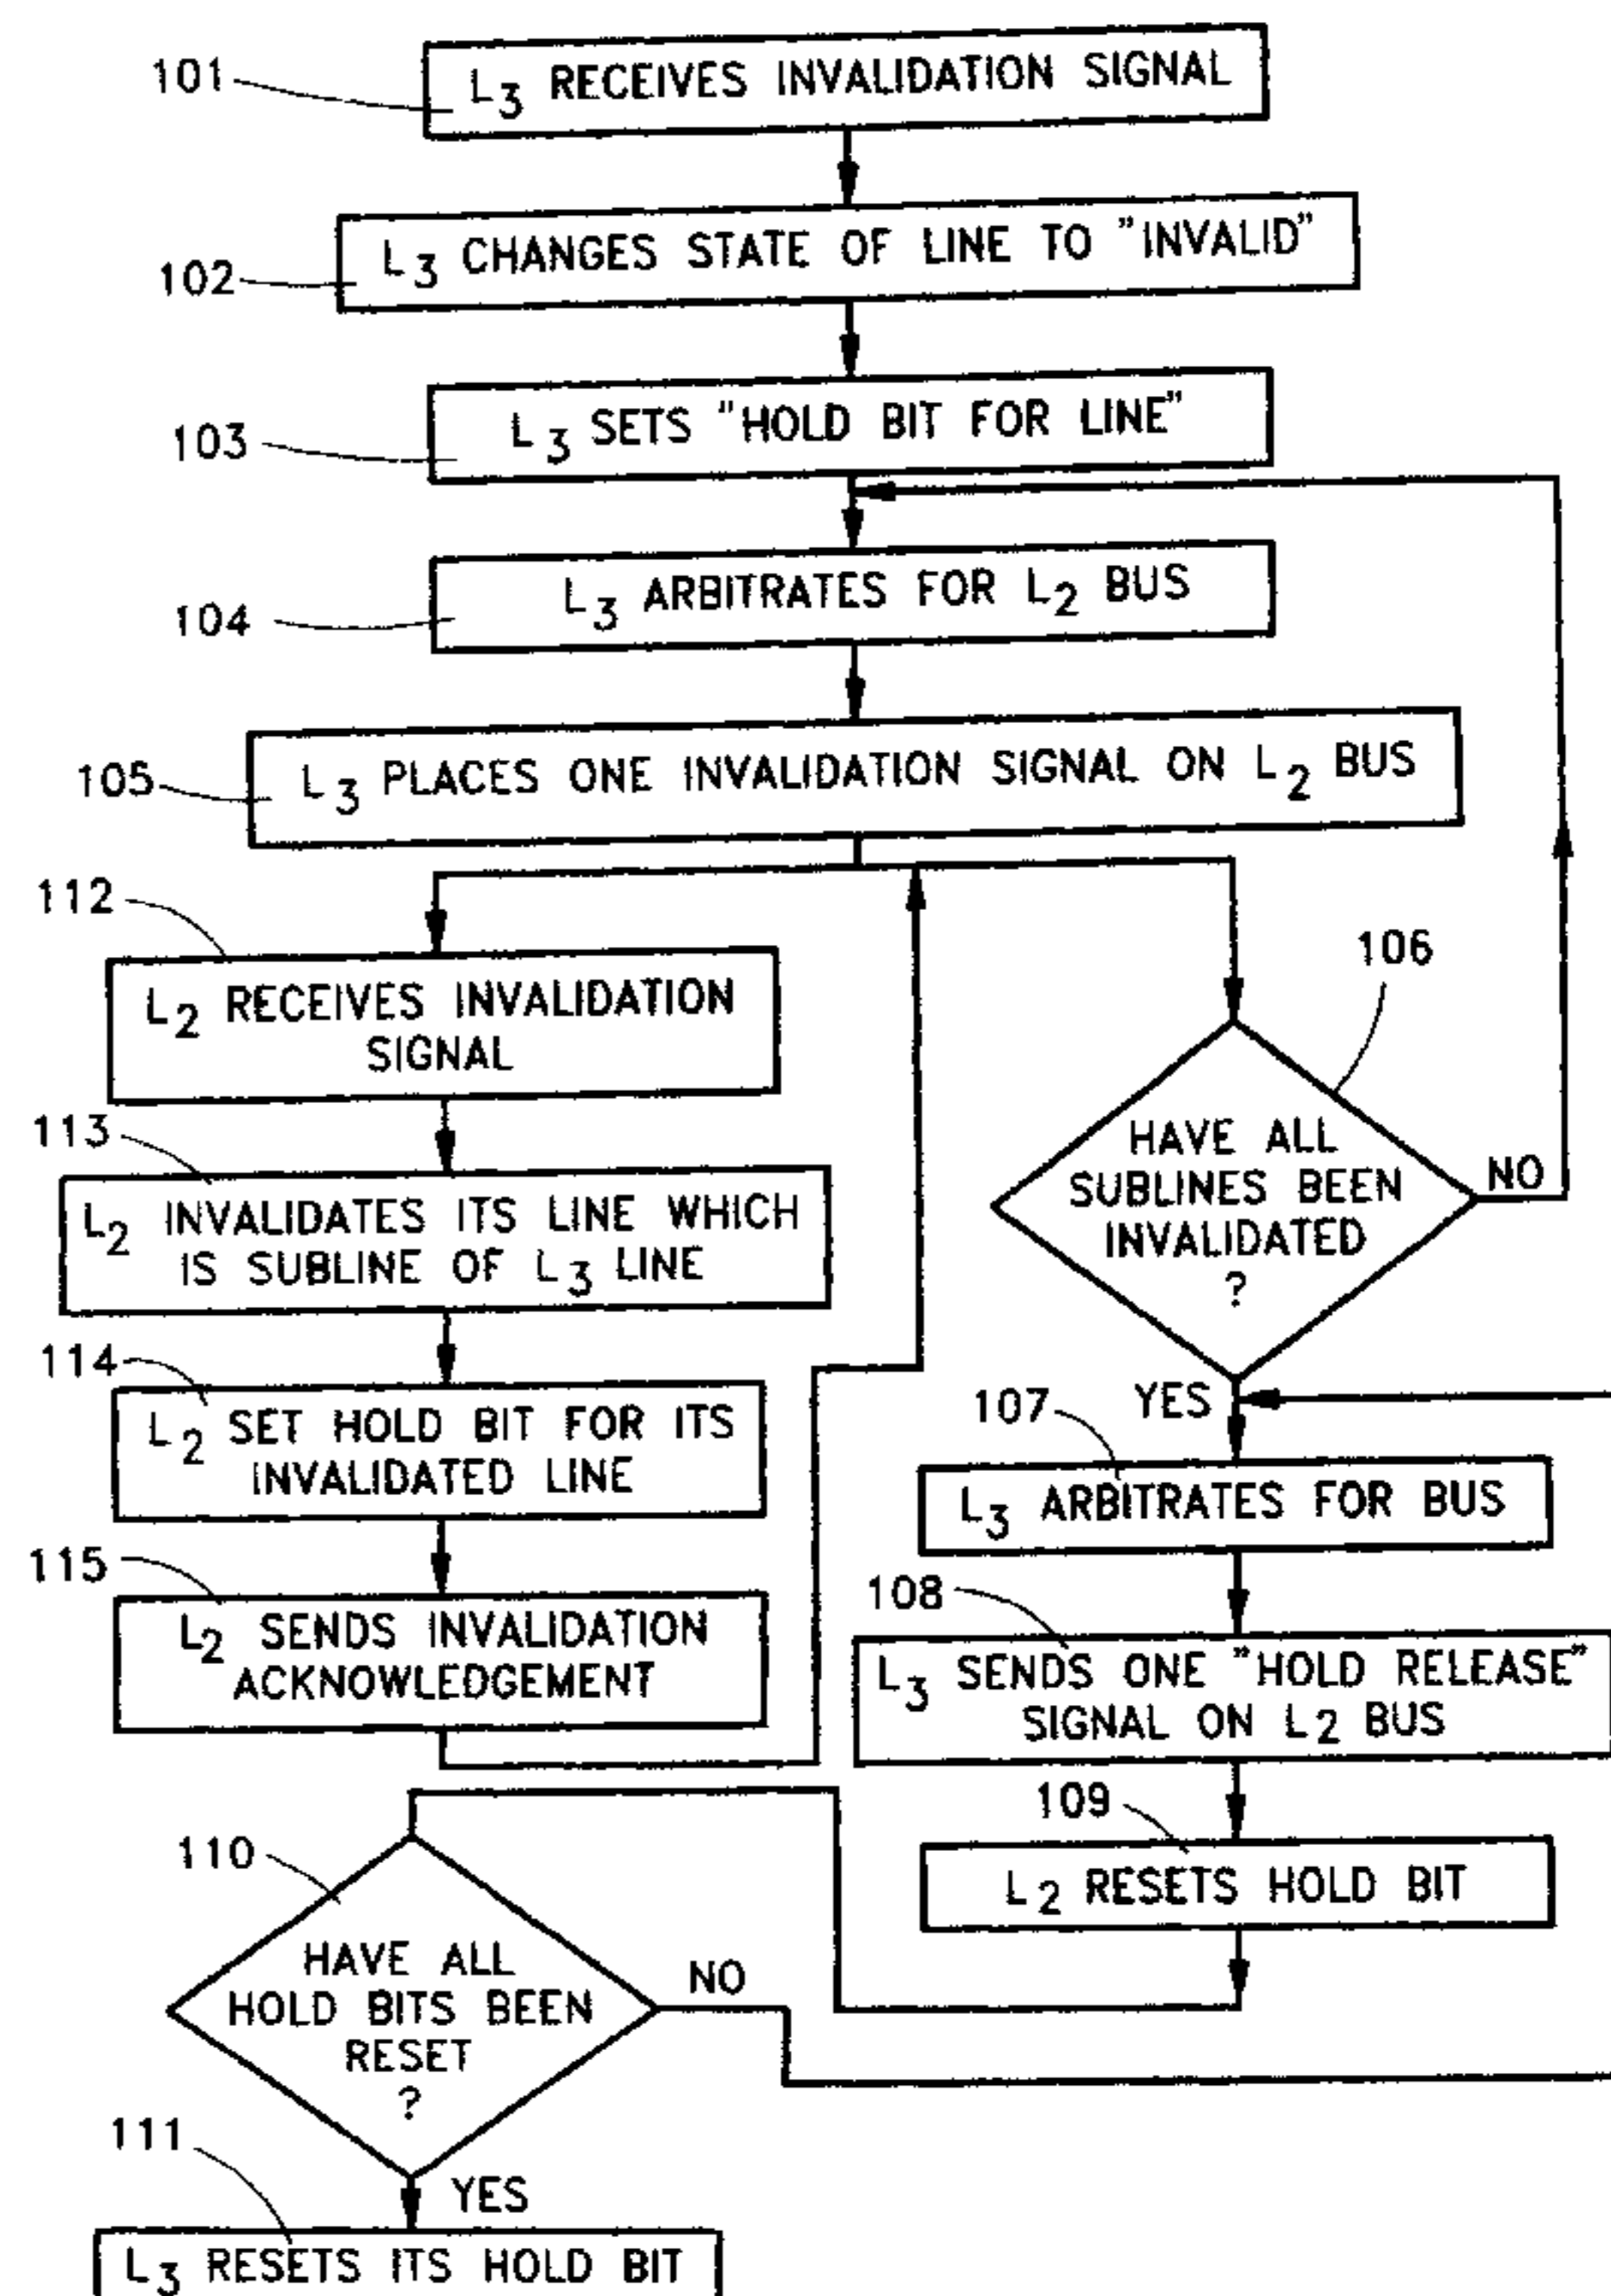 101
L3 RECEIVES INVALIDATION SIGNAL
102
L3 CHANGES STATE OF LINE TO "INVALID"
103
L3 SETS "HOLD BIT FOR LINE"
104
L3 ARBITRATES FOR L2 BUS
105
L3 PLACES ONE INVALIDATION SIGNAL ON L2 BUS
112
L2 RECEIVES INVALIDATION
SIGNAL
113
L2 INVALIDATES ITS LINE WHICH
IS SUBLINE OF L3 LINE
114
L2 SET HOLD BIT FOR ITS
INVALIDATED LINE
115
L2 SENDS INVALIDATION
ACKNOWLEDGEMENT
106
HAVE ALL
SUBLINES BEEN
INVALIDATED
?
NO
YES
107
L3 ARBITRATES FOR BUS
108
L3 SENDS ONE "HOLD RELEASE"
SIGNAL ON L2 BUS
109
L2 RESETS HOLD BIT
110
HAVE ALL
HOLD BITS BEEN
RESET
?
NO
YES
111
L3 RESETS ITS HOLD BIT